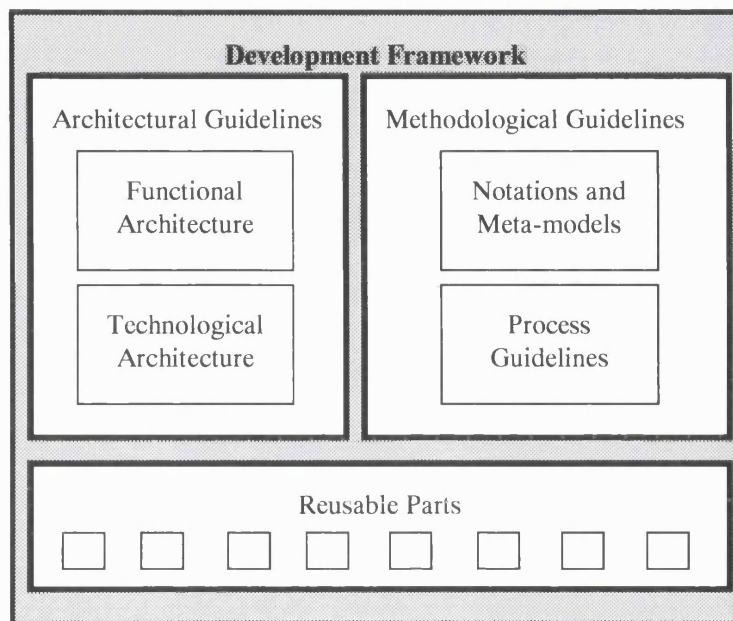 Development Framework
Architectural Guidelines
Functional
Architecture
Technological
Architecture
Methodological Guidelines
Notations and
Meta-models
Process
Guidelines
Reusable Parts